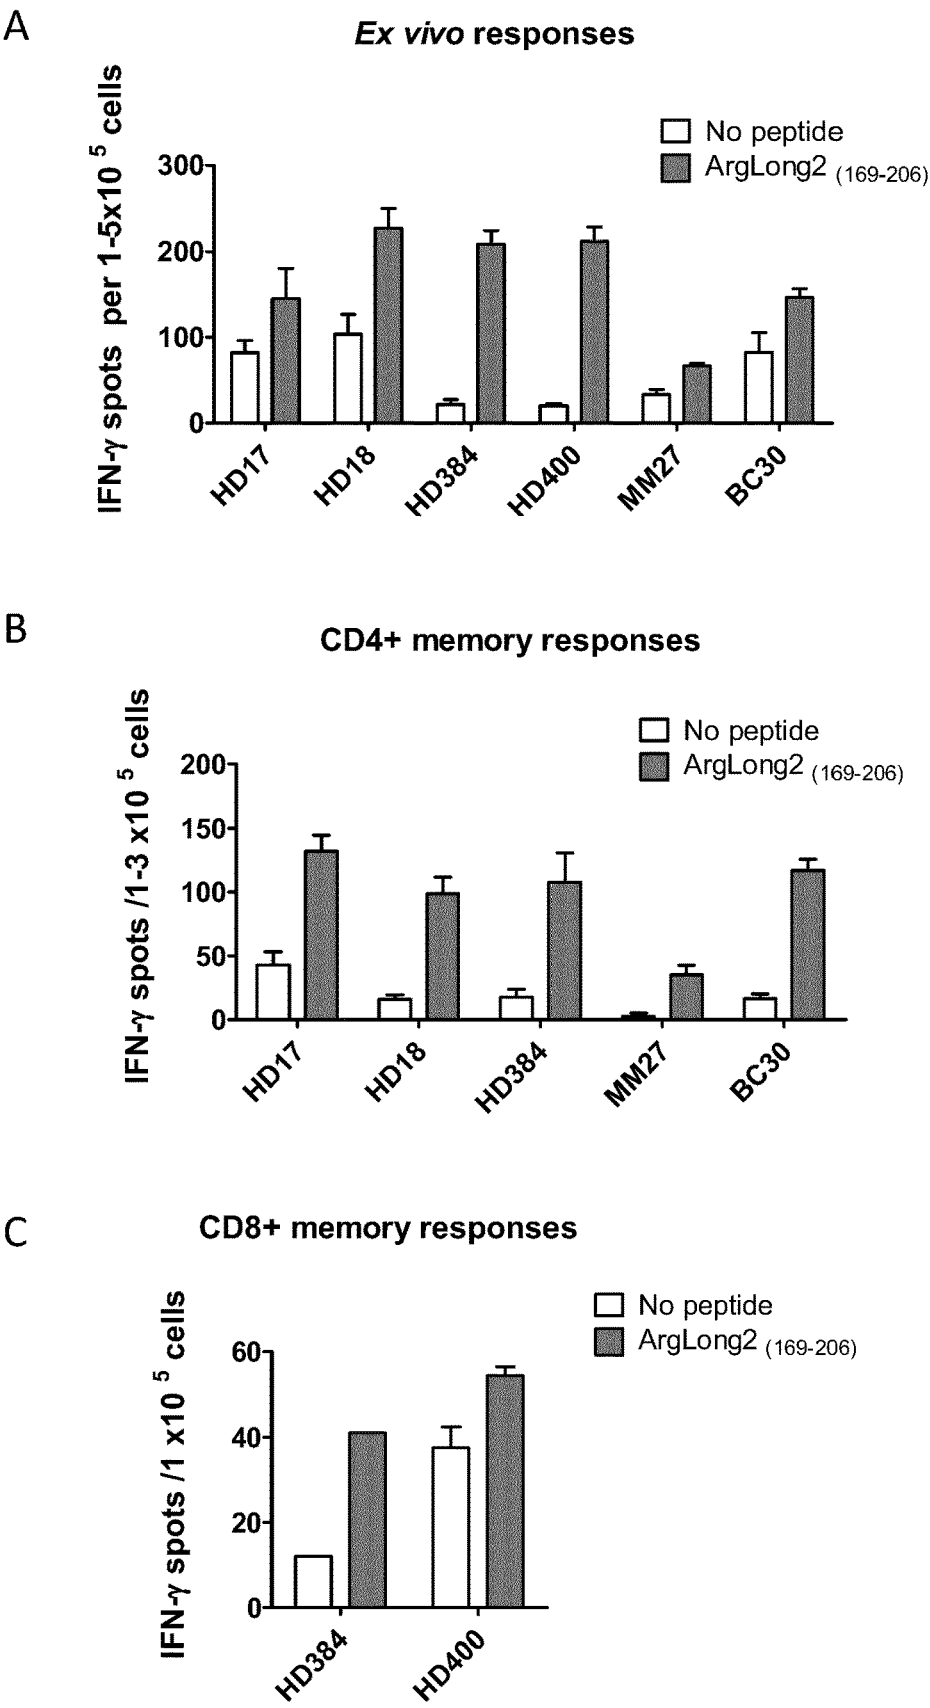 A
Ex vivo responses
IFN-γ spots per 1-5x10 5 cells
No peptide
ArgLong2 (169-206)
300
200
100
0
HD17
HD18
HD384
HD400
MM27
BC30
B
CD4+ memory responses
IFN-γ spots /1-3 x10 5 cells
No peptide
ArgLong2 (169-206)
200
150
100
50
0
HD17
HD18
HD384
MM27
BC30
C
CD8+ memory responses
IFN-γ spots /1 x10 5 cells
No peptide
ArgLong2 (169-206)
60
40
20
0
HD384
HD400